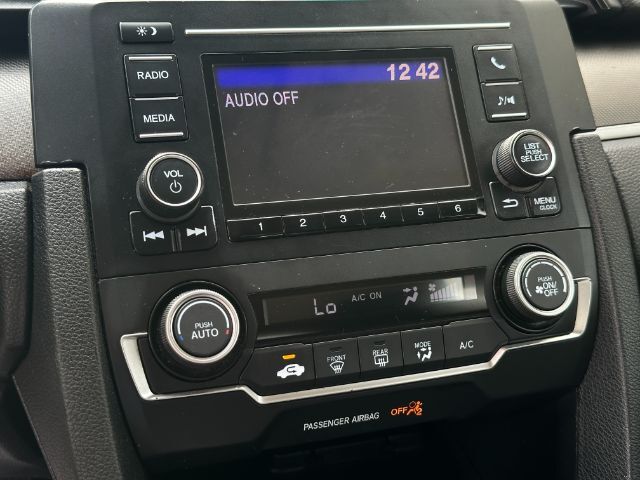 12 42
AUDIO OFF
RADIO
MEDIA
VOL
LIST
PUSH
SELECT
MENU
CLOCK
1 2 3 4 5 6
Lo A/C ON
PUSH
AUTO
PUSH
ON/
OFF
FRONT
REAR
MODE
A/C
PASSENGER AIRBAG OFF